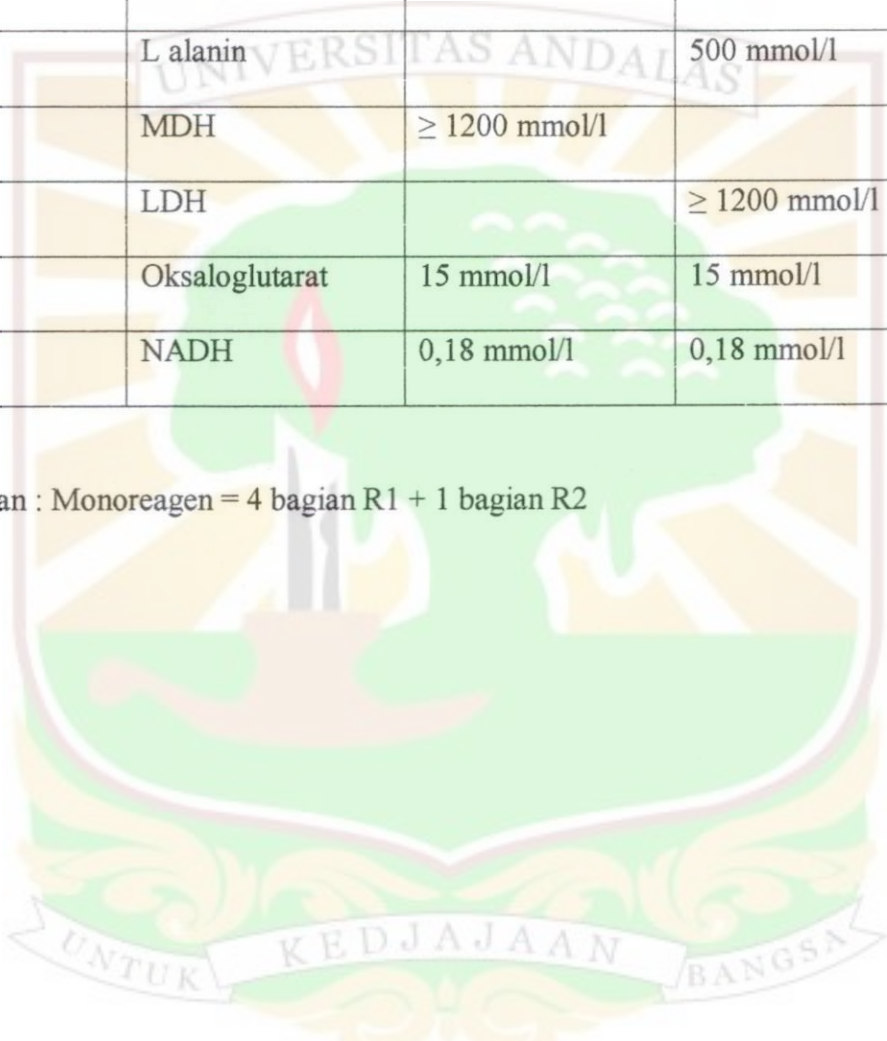 L alanin 500 mmol/l
MDH ≥ 1200 mmol/l
LDH ≥ 1200 mmol/l
Oksaloglutarat 15 mmol/l 15 mmol/l
NADH 0,18 mmol/l 0,18 mmol/l
an : Monoreagen = 4 bagian R1 + 1 bagian R2
UNIVERSITAS ANDALAS
UNTUK KEDJAJAAN BANGSA